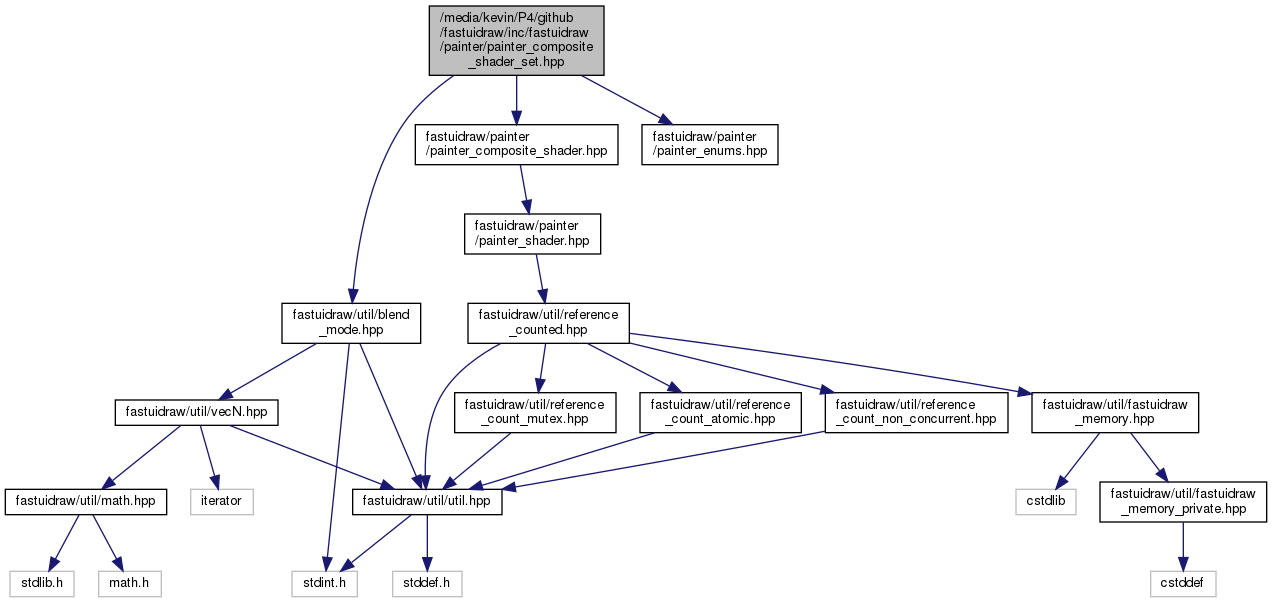 /media/kevin/P4/github
/fastuidraw/inc/fastuidraw
/painter/painter_composite
_shader_set.hpp
fastuidraw/painter
/painter_composite_shader.hpp
fastuidraw/painter
/painter_enums.hpp
fastuidraw/painter
/painter_shader.hpp
fastuidraw/util/blend
_mode.hpp
fastuidraw/util/reference
_counted.hpp
fastuidraw/util/vecN.hpp
fastuidraw/util/reference
_count_mutex.hpp
fastuidraw/util/reference
_count_atomic.hpp
fastuidraw/util/reference
_count_non_concurrent.hpp
fastuidraw/util/fastuidraw
_memory.hpp
fastuidraw/util/math.hpp
iterator
fastuidraw/util/util.hpp
cstdlib
fastuidraw/util/fastuidraw
_memory_private.hpp
stdlib.h
math.h
stdint.h
stddef.h
cstddef